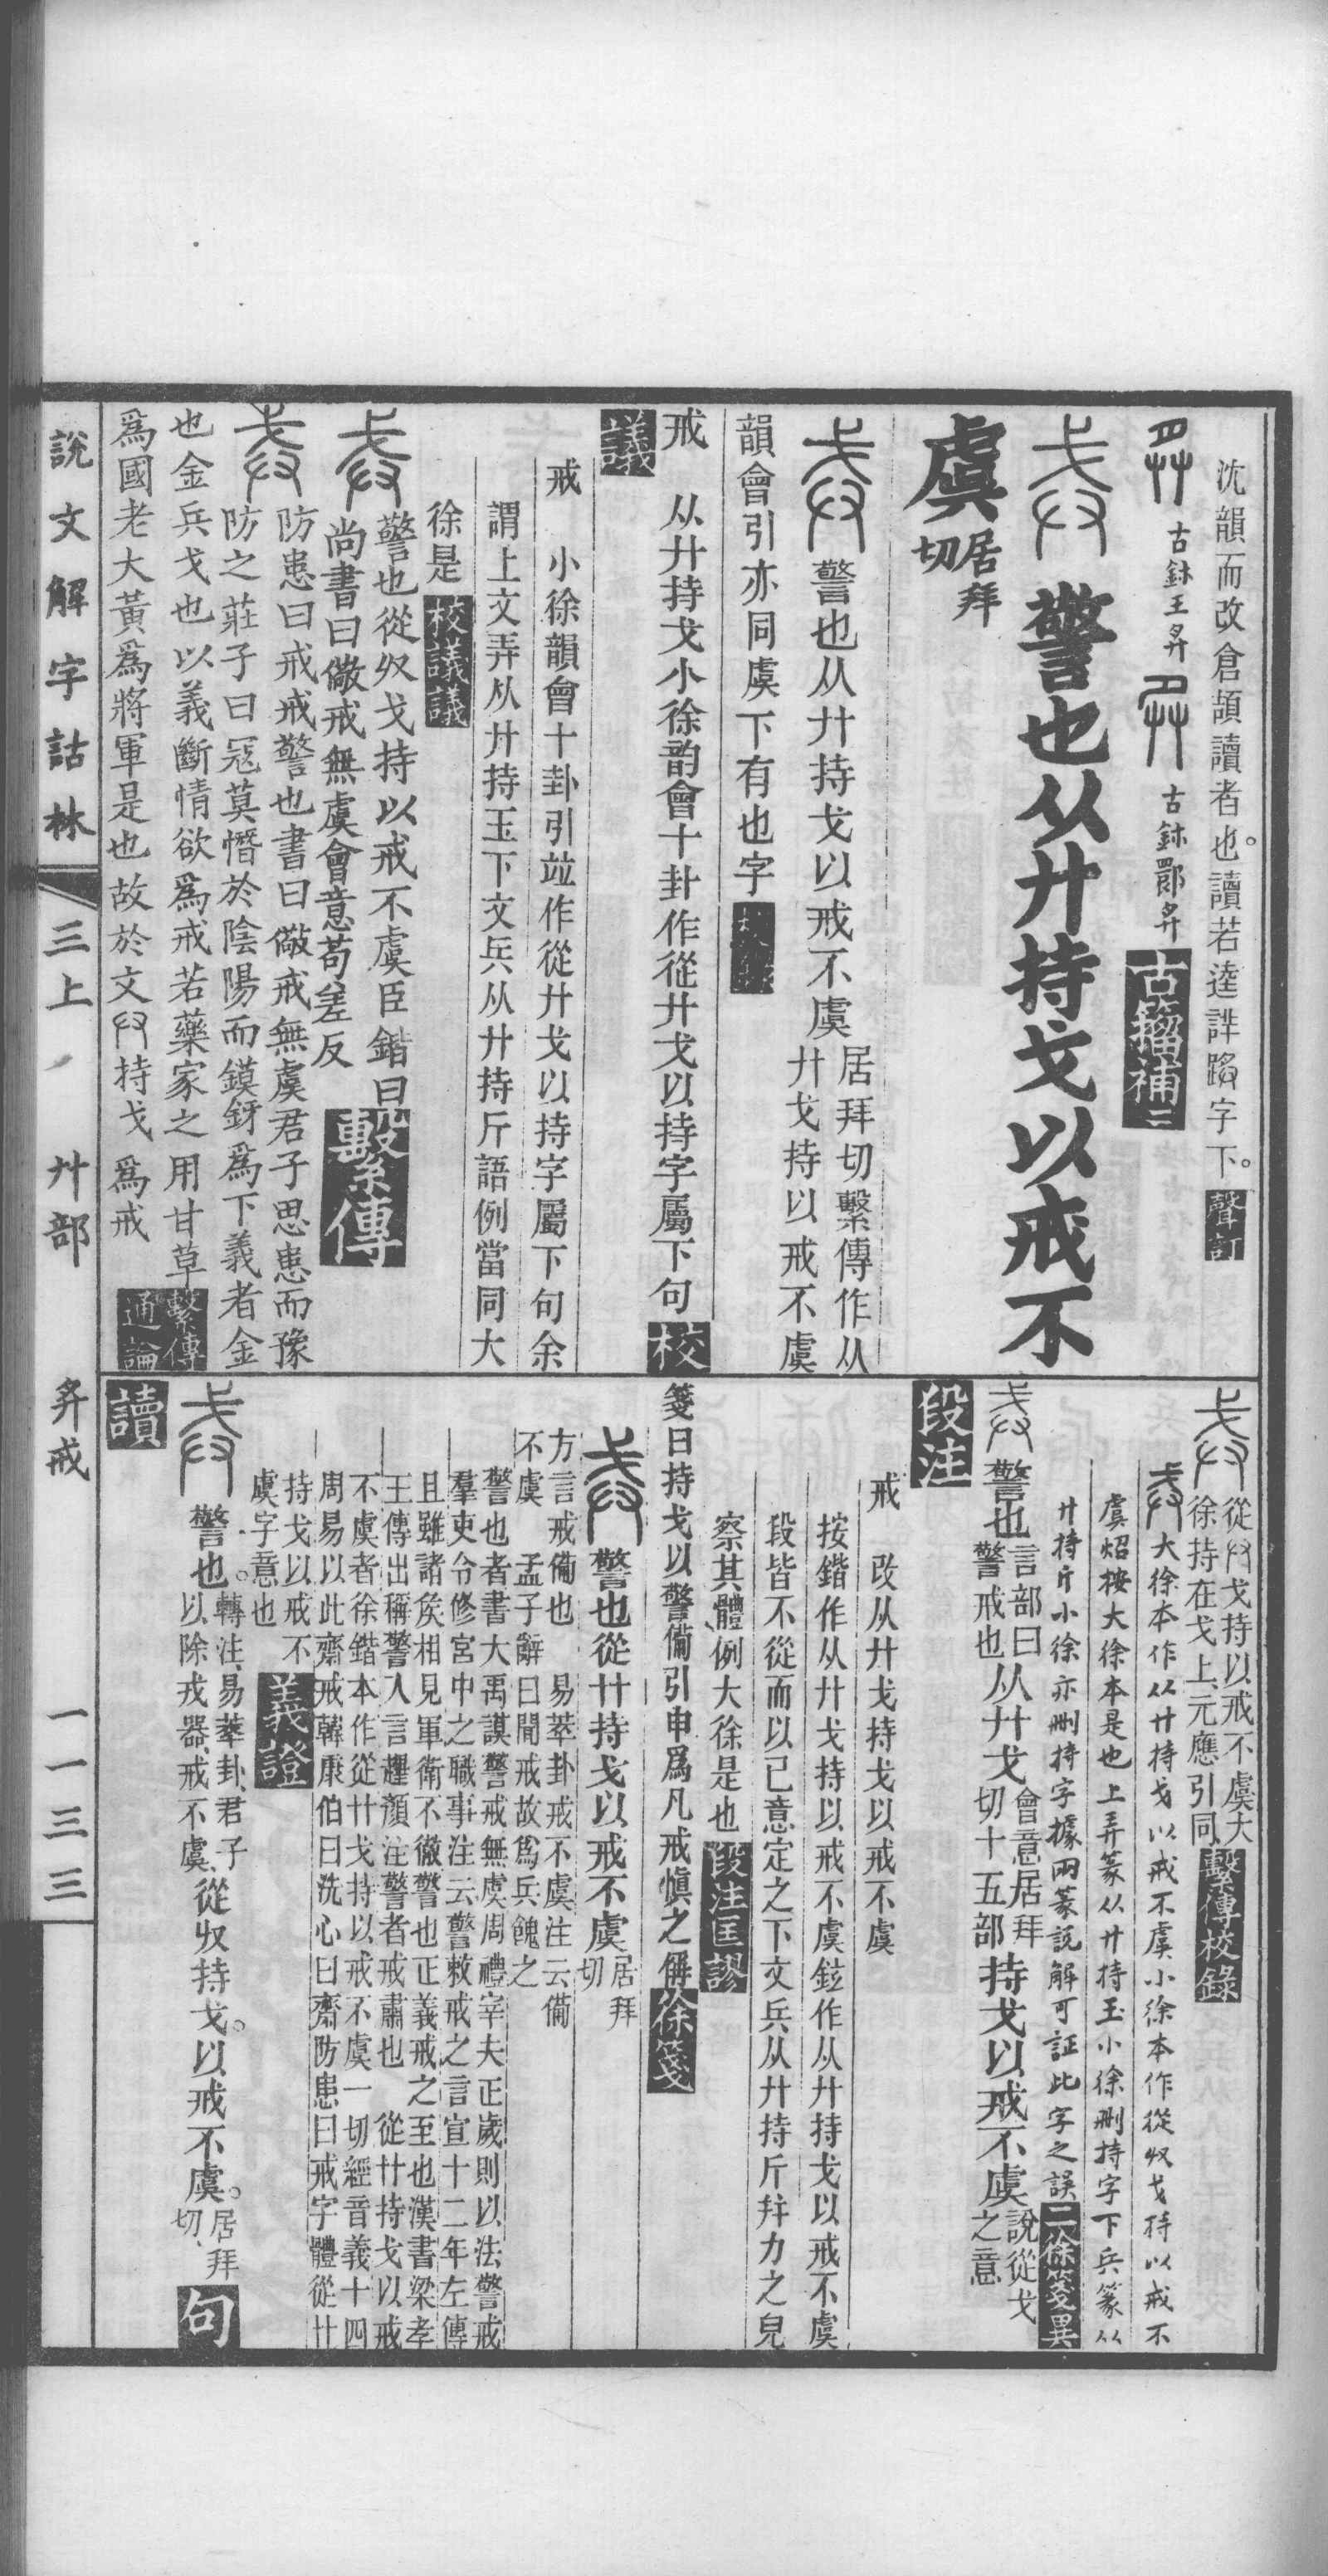 沈韻而改倉頡讀者也。讀若逵詳字下。聲訂
古鉨王弄
古鉨鄲弄
古籀補二
警也从廾持戈以戒不
虞居拜切
警也从廾持戈以戒不虞居拜切繫傳作从廾戈持以戒不虞
韻會引亦同虞下有也字
戒　从廾持戈小徐韵會十卦作從廾戈以持字屬下句校
議
戒　小徐韻會十卦引竝作從廾戈以持字屬下句余
謂上文弄从廾持玉下文兵从廾持斤語例當同大
徐是校議議
警也從収戈持以戒不虞臣鍇曰
尚書曰儆戒無虞會意苟差反繫傳
防患曰戒戒警也書曰儆戒無虞君子思患而豫
防之莊子曰冦莫憯於陰陽而鏌釾爲下義者金
也金兵戈也以義斷情欲爲戒若藥家之用甘草
爲國老大黃爲將軍是也故於文持戈爲戒繫傳通論
從戈持以戒不虞大徐持在戈上元應引同繫傳校錄
大徐本作从廾持戈以戒不虞小徐本作從収戈持以戒不
虞炤按大徐本是也上弄篆从廾持玉小徐刪持字下兵篆从
廾持斤小徐亦刪持字據兩篆説解可証此字之誤二徐箋異
警也言部曰警戒也从廾戈會意居拜切十五部持戈以戒不虞說從戈之意
段注
戒　改从廾戈持戈以戒不虞
按鍇作从廾戈持以戒不虞鉉作从廾持戈以戒不虞
段皆不從而以己意定之下文兵从廾持斤幷力之皃
察其體例大徐是也段注匡謬
箋曰持戈以警備引申爲凡戒愼之偁徐箋
警也從廾持戈以戒不虞居拜切
方言戒備也　易萃卦戒不虞注云備
不虞　孟子辭曰聞戒故爲兵餽之
警也者書大禹謨警戒無虞周禮宰夫正歲則以法警戒
羣吏令修宮中之職事注云警敕戒之言宣十二年左傳
且雖諸矦相見軍衛不徹警也正義戒之至也漢書梁孝
王傳出稱警入言趯顏注警者戒肅也　從廾持戈以戒
不虞者徐鍇本作從廾戈持以戒不虞一切經音義十四
周易以此齋戒韓康伯曰洗心曰齋防患曰戒字體從廾
持戈以戒不
虞字意也義證
警也。轉注、易萃卦、君子以除戎器、戒不虞、從収持戈。以戒不虞。居拜切、句
讀
說文解字詁林　三上　廾部　弄戒　一一三三